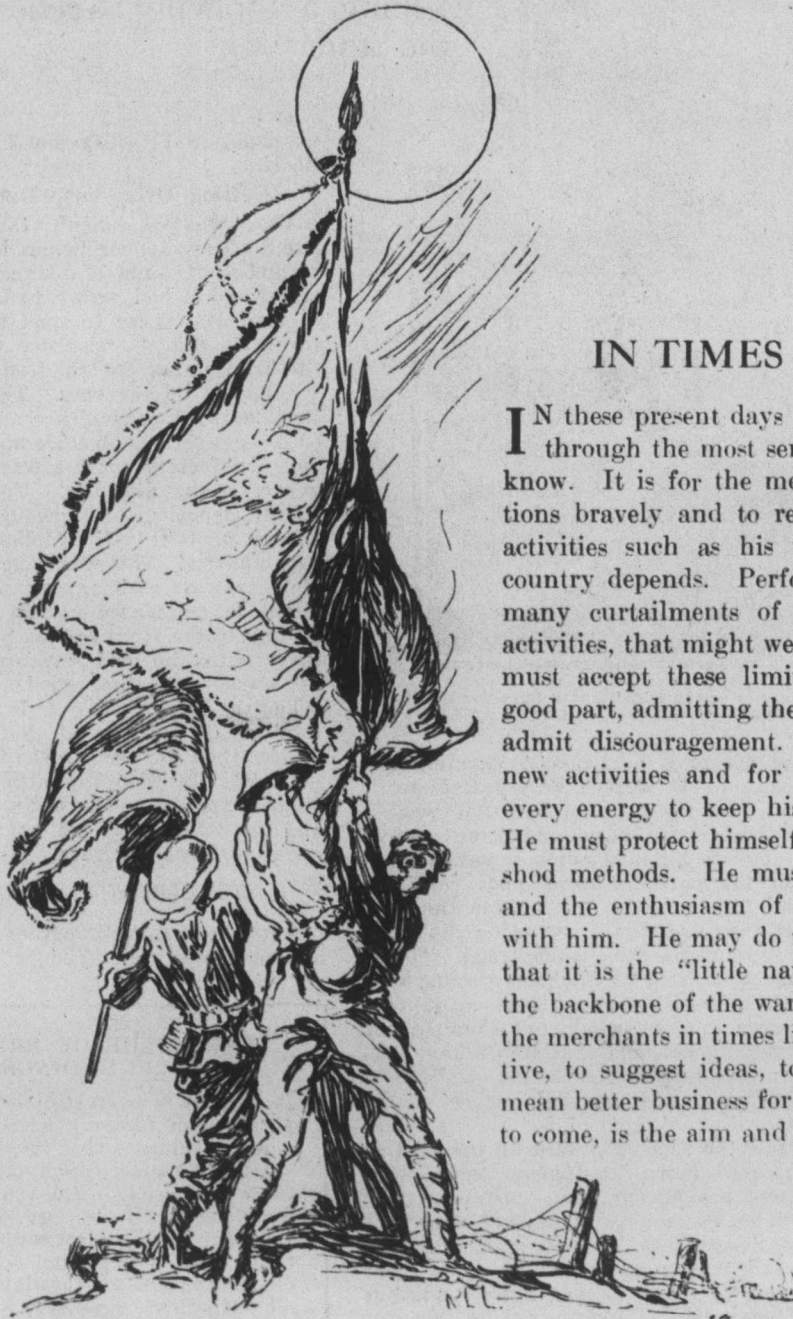 IN TIMES
IN these present days
through the most ser
know. It is for the me
tions bravely and to re
activities such as his
country depends. Perfe
many curtailments of
activities, that might we
must accept these limi
good part, admitting the
admit discouragement.
new activities and for
every energy to keep his
He must protect himself
shod methods. He mus
and the enthusiasm of
with him. He may do
that it is the "little nat
the backbone of the war
the merchants in times li
tive, to suggest ideas, to
mean better business for
to come, is the aim and